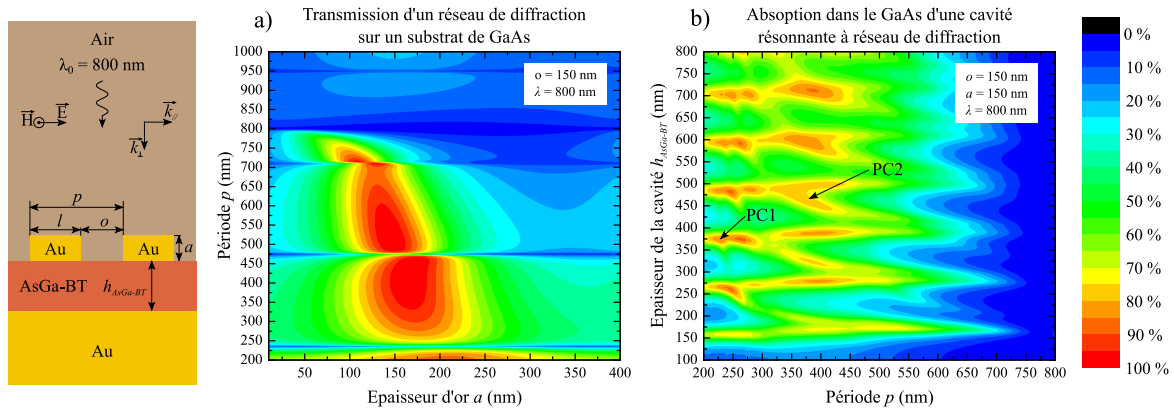 Air
λ₀ = 800 nm
H E k//
k⊥
p
l o
Au Au a
AsGa-BT hAsGa-BT
Au
a) Transmission d'un réseau de diffraction
sur un substrat de GaAs
o = 150 nm
λ = 800 nm
1000
950
900
850
800
750
700
650
600
550
500
450
400
350
300
250
200
Période p (nm)
10 50 100 150 200 250 300 350 400
Epaisseur d'or a (nm)
b) Absoption dans le GaAs d'une cavité
résonnante à réseau de diffraction
o = 150 nm
a = 150 nm
λ = 800 nm
PC2
PC1
800
750
700
650
600
550
500
450
400
350
300
250
200
150
100
Epaisseur de la cavité hAsGa-BT (nm)
200 250 300 350 400 450 500 550 600 650 700 750 800
Période p (nm)
0 %
10 %
20 %
30 %
40 %
50 %
60 %
70 %
80 %
90 %
100 %